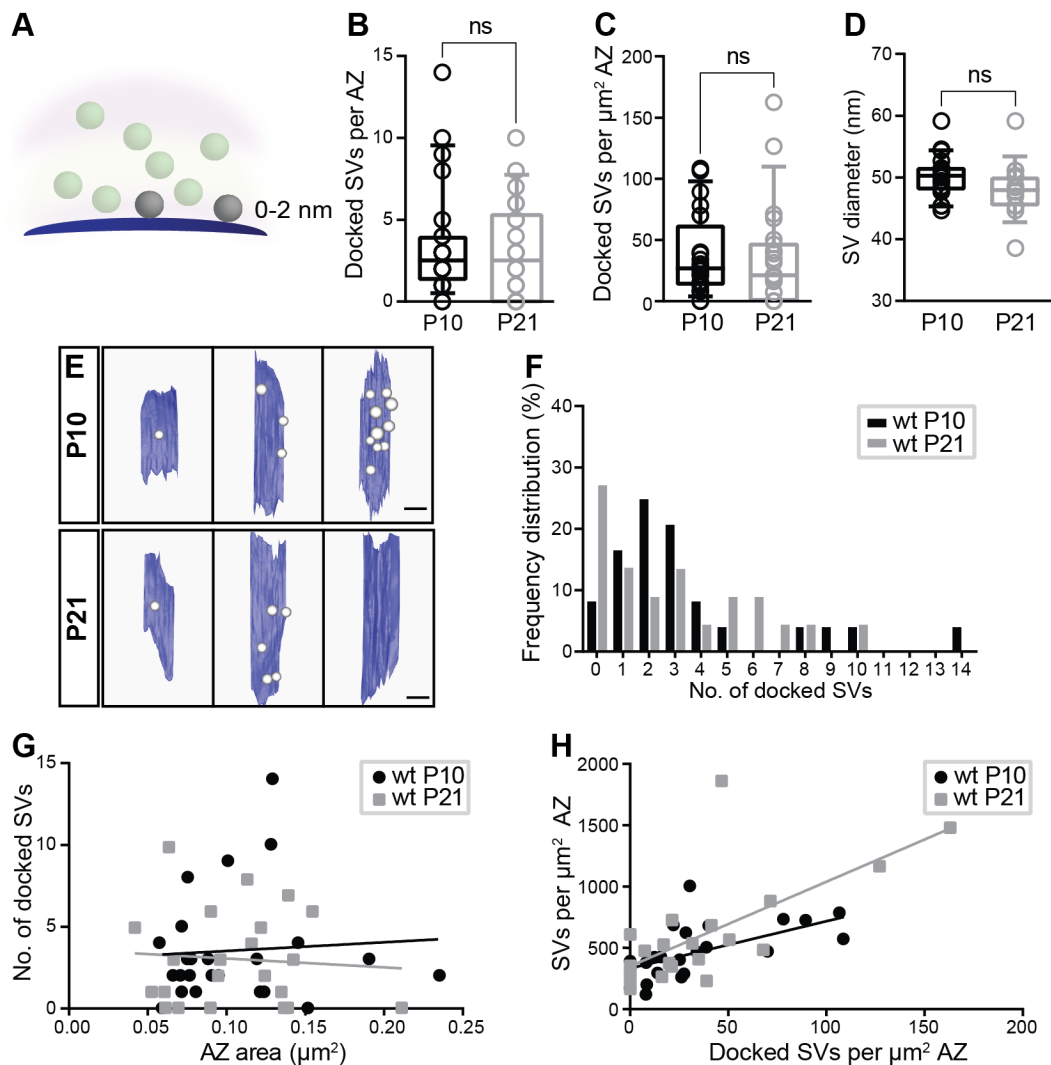 A
0-2 nm
B
ns
Docked SVs per AZ
15
10
5
0
P10 P21
C
ns
Docked SVs per µm² AZ
200
150
100
50
0
P10 P21
D
ns
SV diameter (nm)
70
60
50
40
30
P10 P21
E
P10
P21
F
Frequency distribution (%)
40
30
20
10
0
wt P10
wt P21
0 1 2 3 4 5 6 7 8 9 10 11 12 13 14
No. of docked SVs
G
No. of docked SVs
15
10
5
0
wt P10
wt P21
0.00 0.05 0.10 0.15 0.20 0.25
AZ area (µm²)
H
SVs per µm² AZ
2000
1500
1000
500
0
wt P10
wt P21
0 50 100 150 200
Docked SVs per µm² AZ